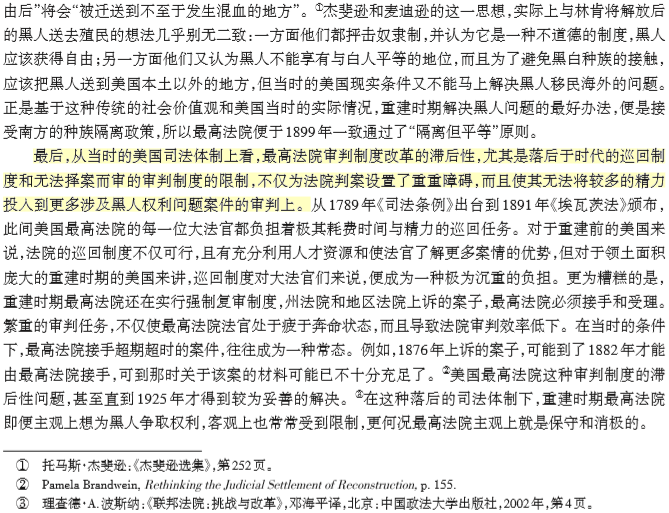 由后”将会“被迁送到不至于发生混血的地方”。①杰斐逊和麦迪逊的这一思想,实际上与林肯将解放后
的黑人送去殖民的想法几乎别无二致:一方面他们都抨击奴隶制,并认为它是一种不道德的制度,黑人
应该获得自由;另一方面他们又认为黑人不能享有与白人平等的地位,而且为了避免黑白种族的接触,
应该把黑人送到美国本土以外的地方,但当时的美国现实条件又不能马上解决黑人移民海外的问题。
正是基于这种传统的社会价值观和美国当时的实际情况,重建时期解决黑人问题的最好办法,便是接
受南方的种族隔离政策,所以最高法院便于1899年一致通过了“隔离但平等”原则。
最后,从当时的美国司法体制上看,最高法院审判制度改革的滞后性,尤其是落后于时代的巡回制
度和无法择案而审的审判制度的限制,不仅为法院判案设置了重重障碍,而且使其无法将较多的精力
投入到更多涉及黑人权利问题案件的审判上。从1789年《司法条例》出台到1891年《埃瓦茨法》颁布,
此间美国最高法院的每一位大法官都负担着极其耗费时间与精力的巡回任务。对于重建前的美国来
说,法院的巡回制度不仅可行,且有充分利用人才资源和使法官了解更多案情的优势,但对于领土面积
庞大的重建时期的美国来讲,巡回制度对大法官们来说,便成为一种极为沉重的负担。更为糟糕的是,
重建时期最高法院还在实行强制复审制度,州法院和地区法院上诉的案子,最高法院必须接手和受理。
繁重的审判任务,不仅使最高法院法官处于疲于奔命状态,而且导致法院审判效率低下。在当时的条件
下,最高法院接手超期超时的案件,往往成为一种常态。例如,1876年上诉的案子,可能到了1882年才能
由最高法院接手,可到那时关于该案的材料可能已不十分充足了。②美国最高法院这种审判制度的滞
后性问题,甚至直到1925年才得到较为妥善的解决。③在这种落后的司法体制下,重建时期最高法院
即便主观上想为黑人争取权利,客观上也常常受到限制,更何况最高法院主观上就是保守和消极的。
① 托马斯·杰斐逊:《杰斐逊选集》,第252页。
② Pamela Brandwein, Rethinking the Judicial Settlement of Reconstruction, p. 155.
③ 理查德·A.波斯纳:《联邦法院:挑战与改革》,邓海平译,北京:中国政法大学出版社,2002年,第4页。